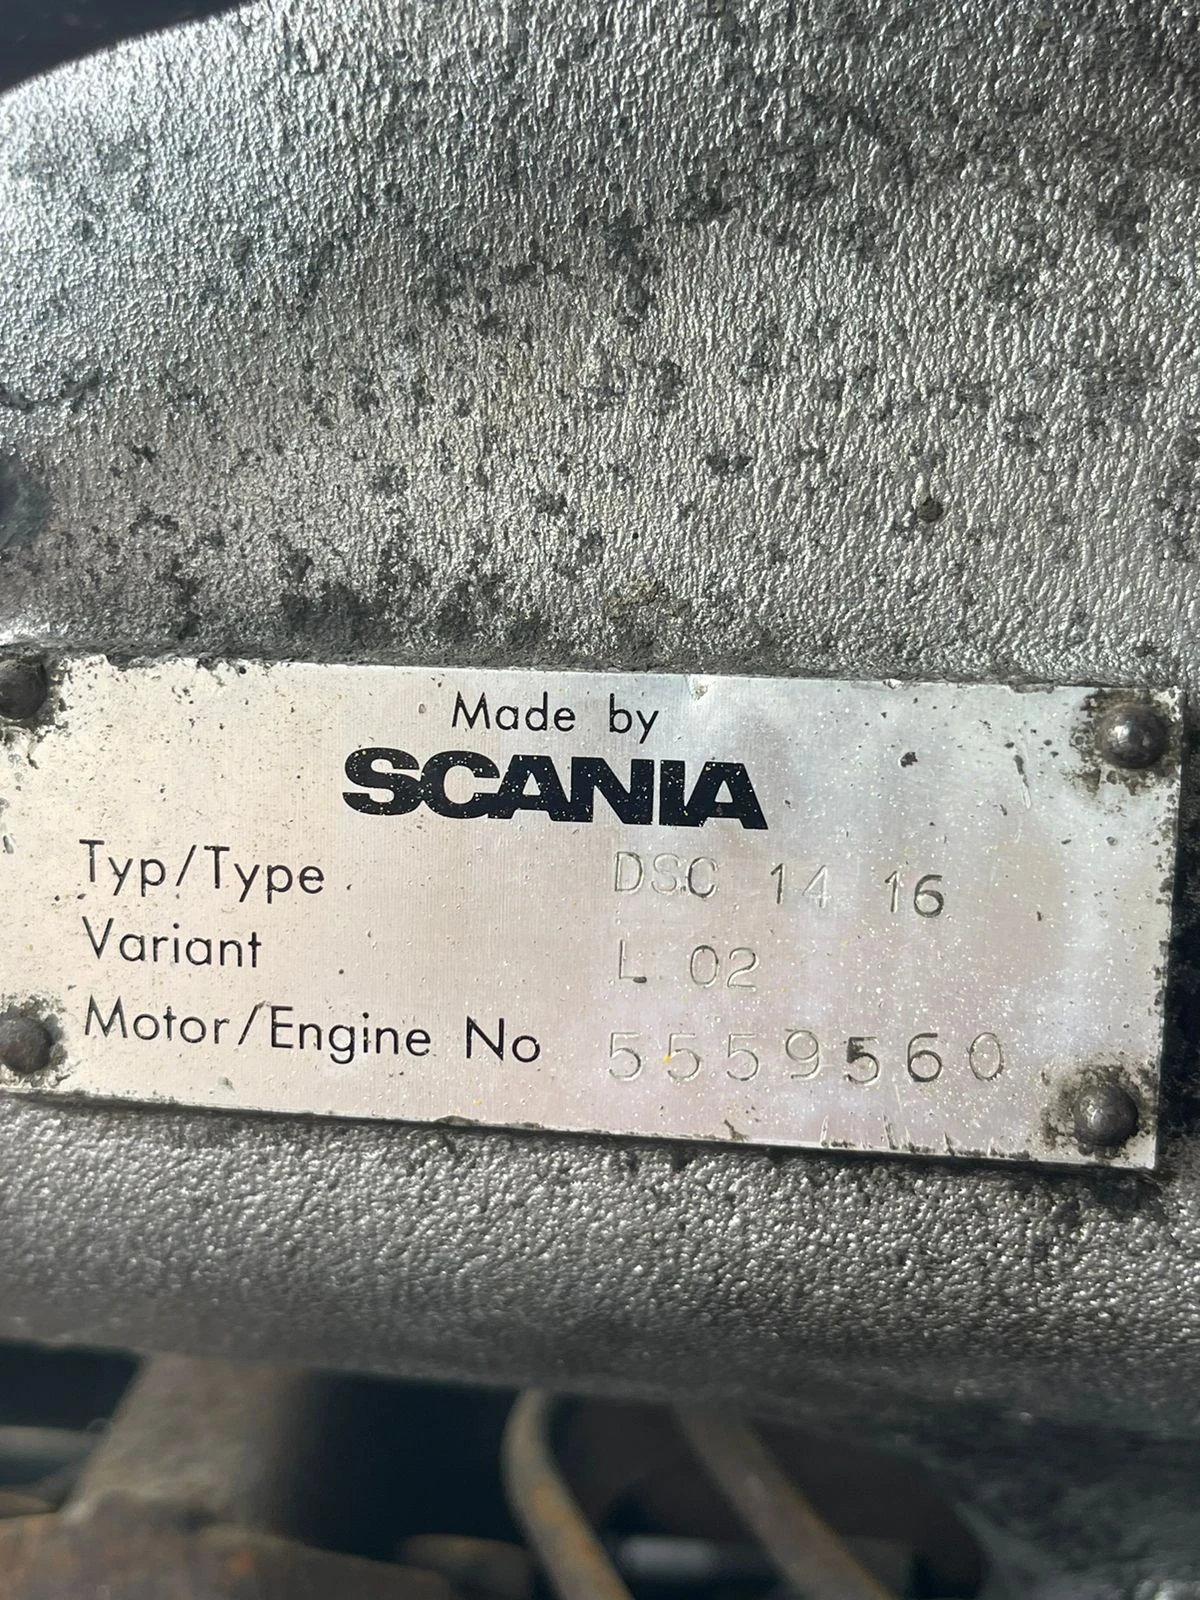 Made by
SCANIA
Typ/Type DSC 14 16
Variant L 02
Motor/Engine No 5559560